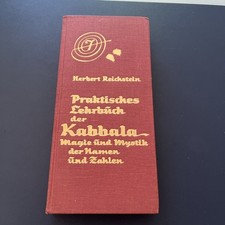 Herbert Reichstein
Praktisches
Lehrbuch
der
Kabbala
Magie und Mystik
der Namen
und Zahlen